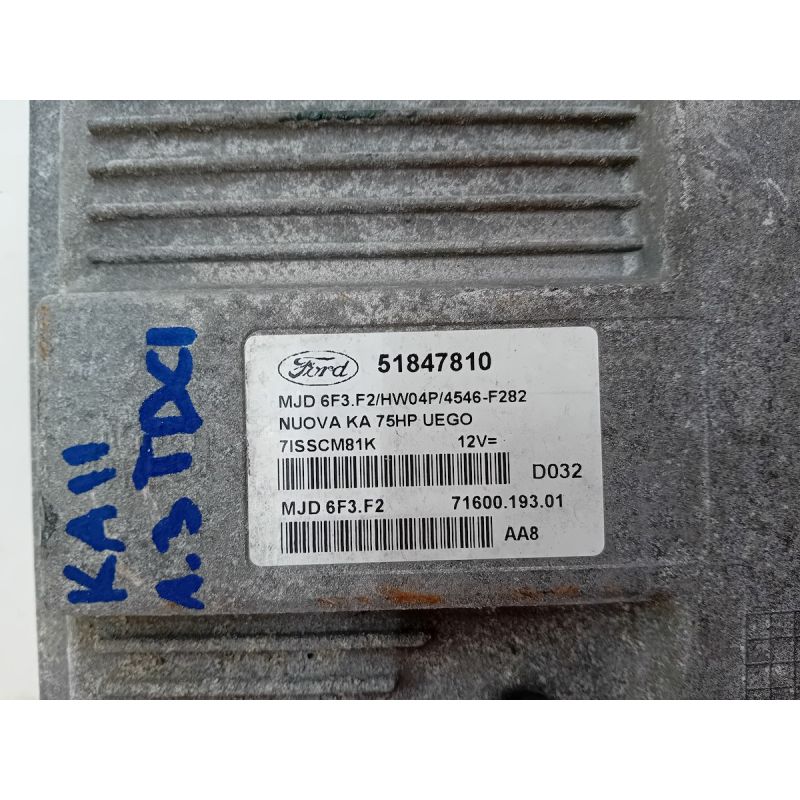 Ford 51847810
MJD 6F3.F2/HW04P/4546-F282
NUOVA KA 75HP UEGO
7ISSCM81K 12V=
D032
MJD 6F3.F2 71600.193.01
AA8
KA II
1.3 TDCI